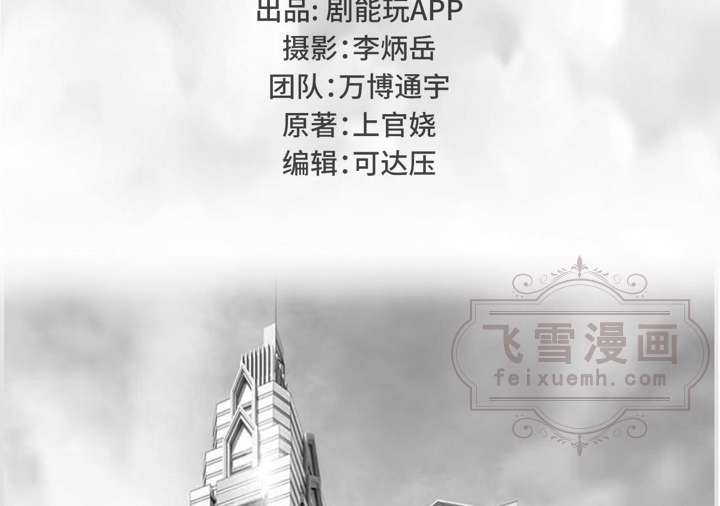 出品: 剧能玩APP
摄影:李炳岳
团队:万博通宇
原著:上官娆
编辑:可达压
飞雪漫画
feixuemh.com